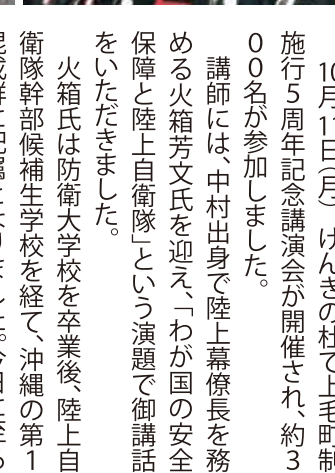 10月11日(月)、げんきの杜で上毛町制
施行5周年記念講演会が開催され、約3
00名が参加しました。
講師には、中村出身で陸上幕僚長を務
める火箱芳文氏を迎え、「わが国の安全
保障と陸上自衛隊」という演題で御講話
をいただきました。
火箱氏は防衛大学校を卒業後、陸上自
衛隊幹部候補生学校を経て、沖縄の第1